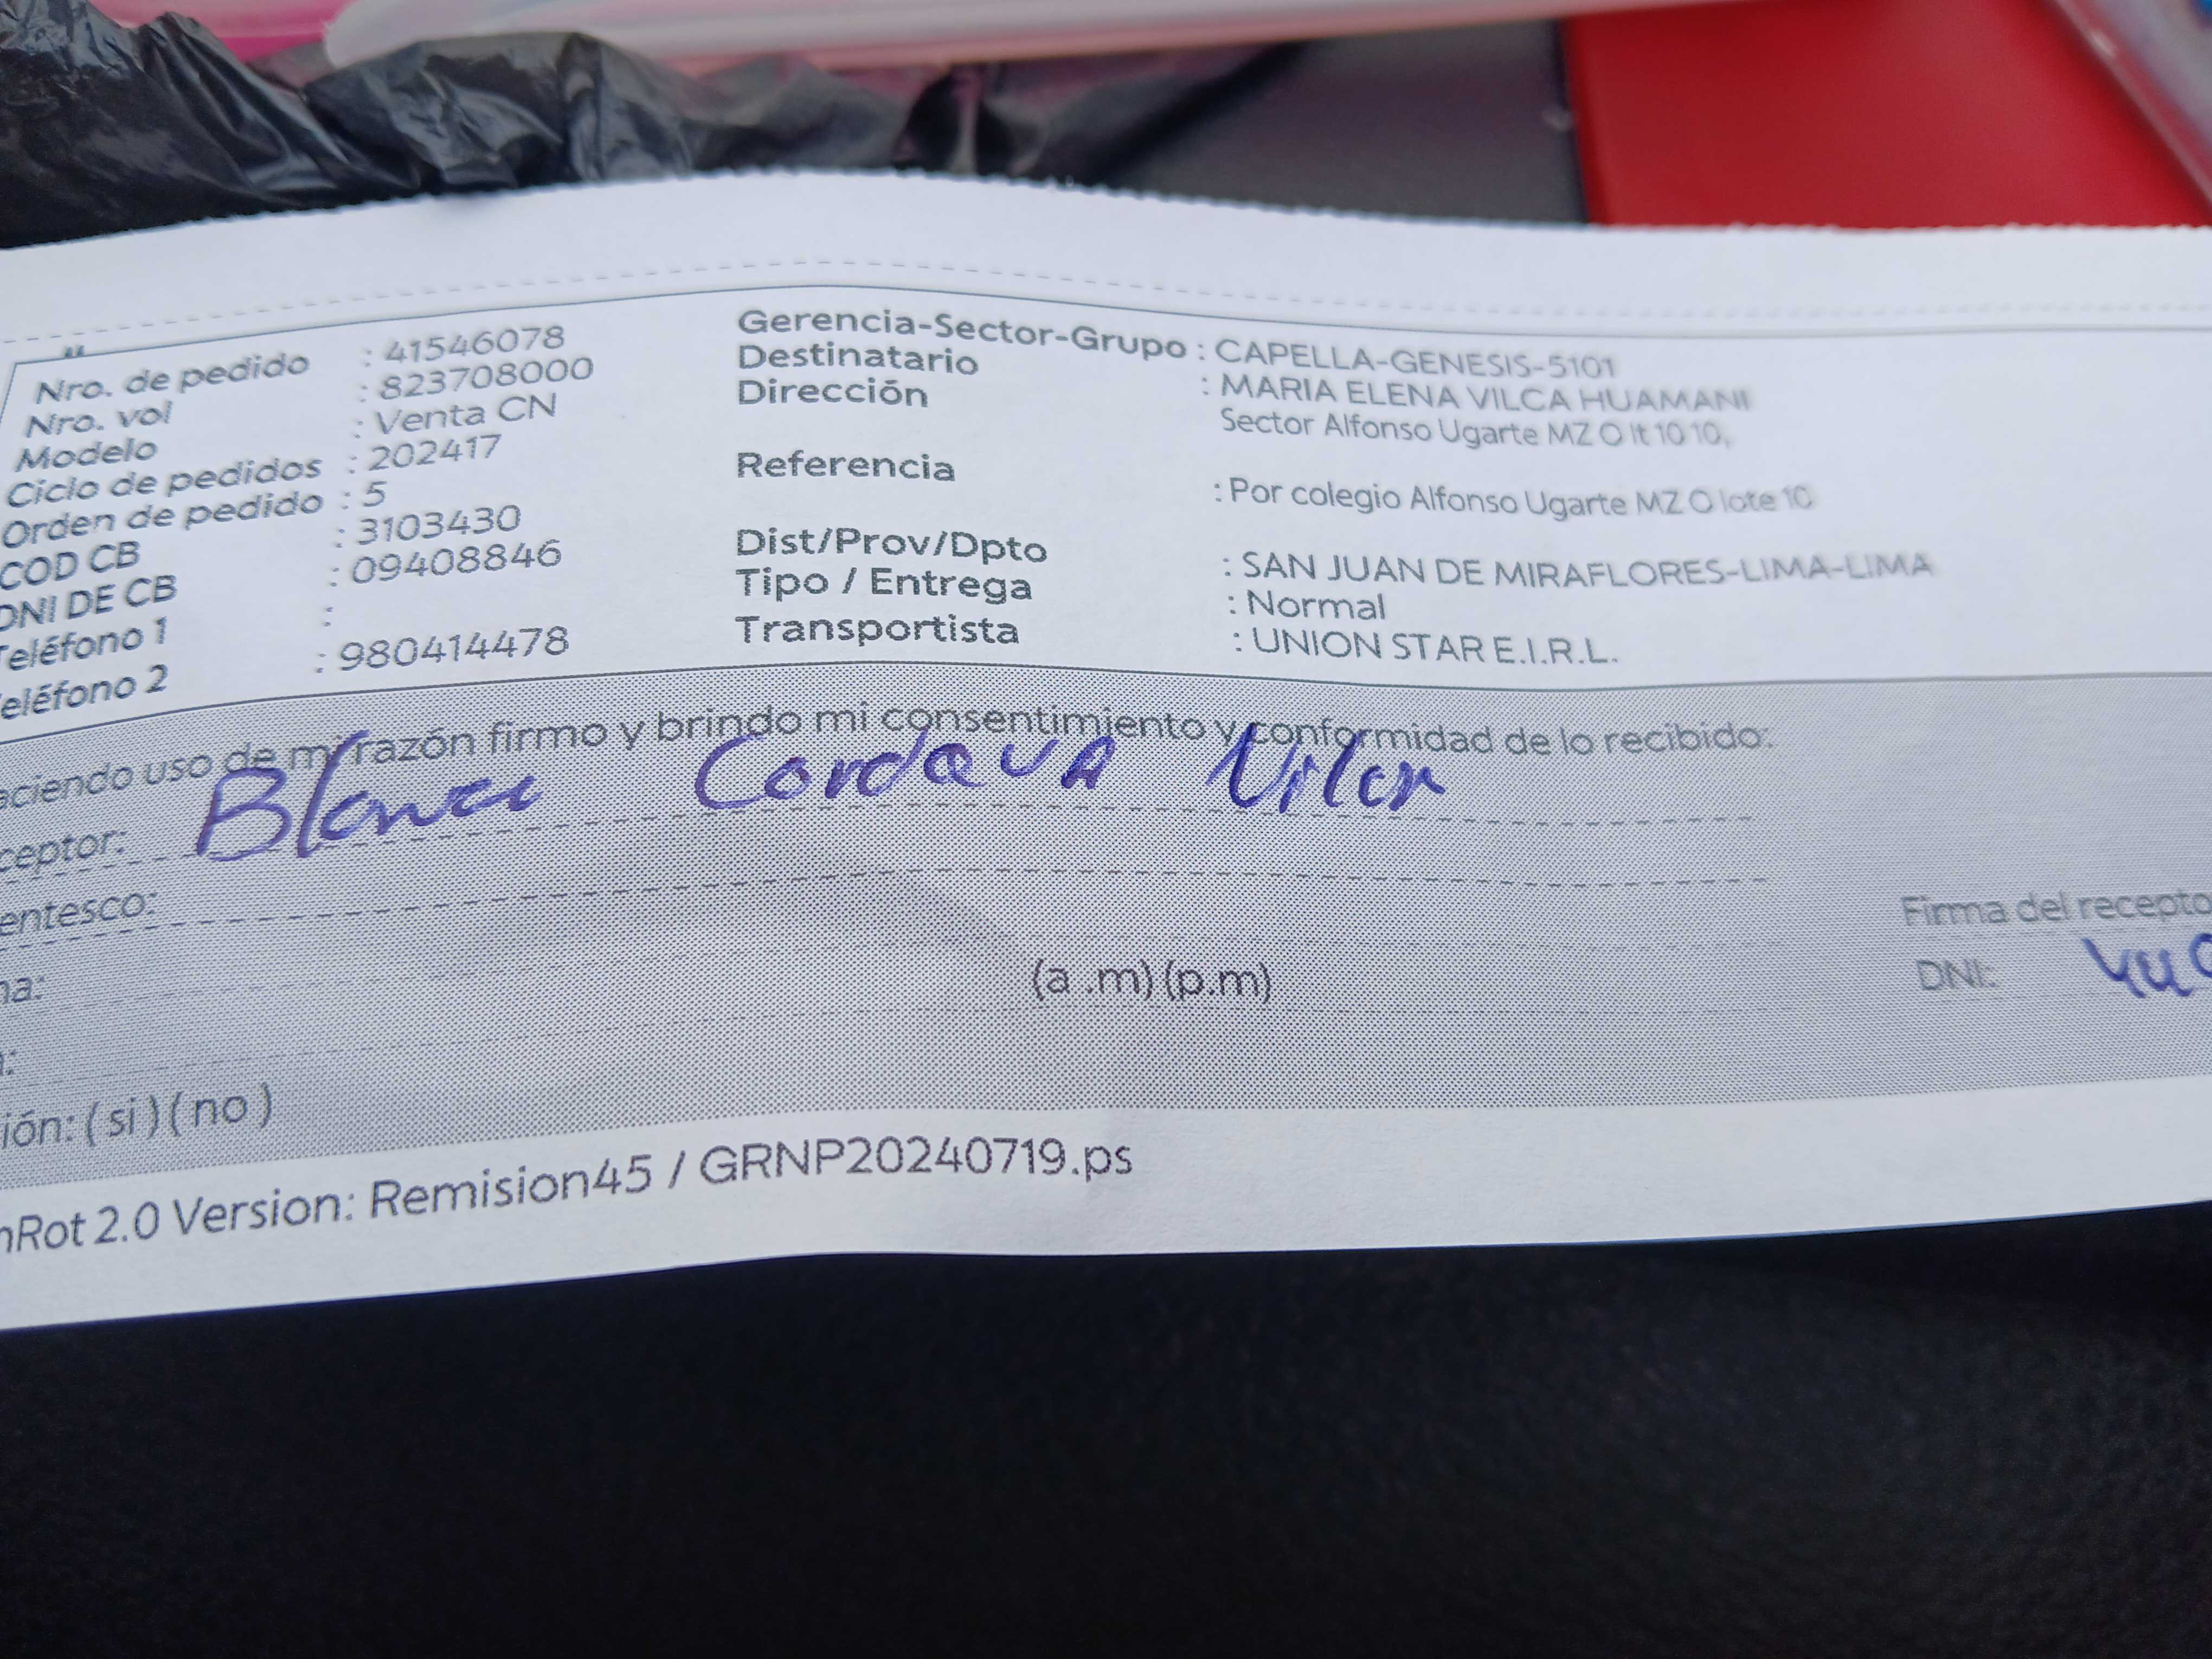 Nro. de pedido : 41546078
Nro. vol : 823708000
Modelo : Venta CN
Ciclo de pedidos : 202417
Orden de pedido : 5
COD CB : 3103430
DNI DE CB : 09408846
Teléfono 1 :
eléfono 2 : 980414478
Gerencia-Sector-Grupo : CAPELLA-GENESIS-5101
Destinatario : MARIA ELENA VILCA HUAMANI
Dirección Sector Alfonso Ugarte MZ O lt 10 10,
Referencia : Por colegio Alfonso Ugarte MZ O lote 10
Dist/Prov/Dpto : SAN JUAN DE MIRAFLORES-LIMA-LIMA
Tipo / Entrega : Normal
Transportista : UNION STAR E.I.R.L.
aciendo uso de mi razón firmo y brindo mi consentimiento y conformidad de lo recibido:
ceptor: Blanca Cordova Vilca
entesco:
na:
(a .m) (p.m)
Firma del recepto
DNI:
ión: ( si ) ( no )
nRot 2.0 Version: Remision45 / GRNP20240719.ps